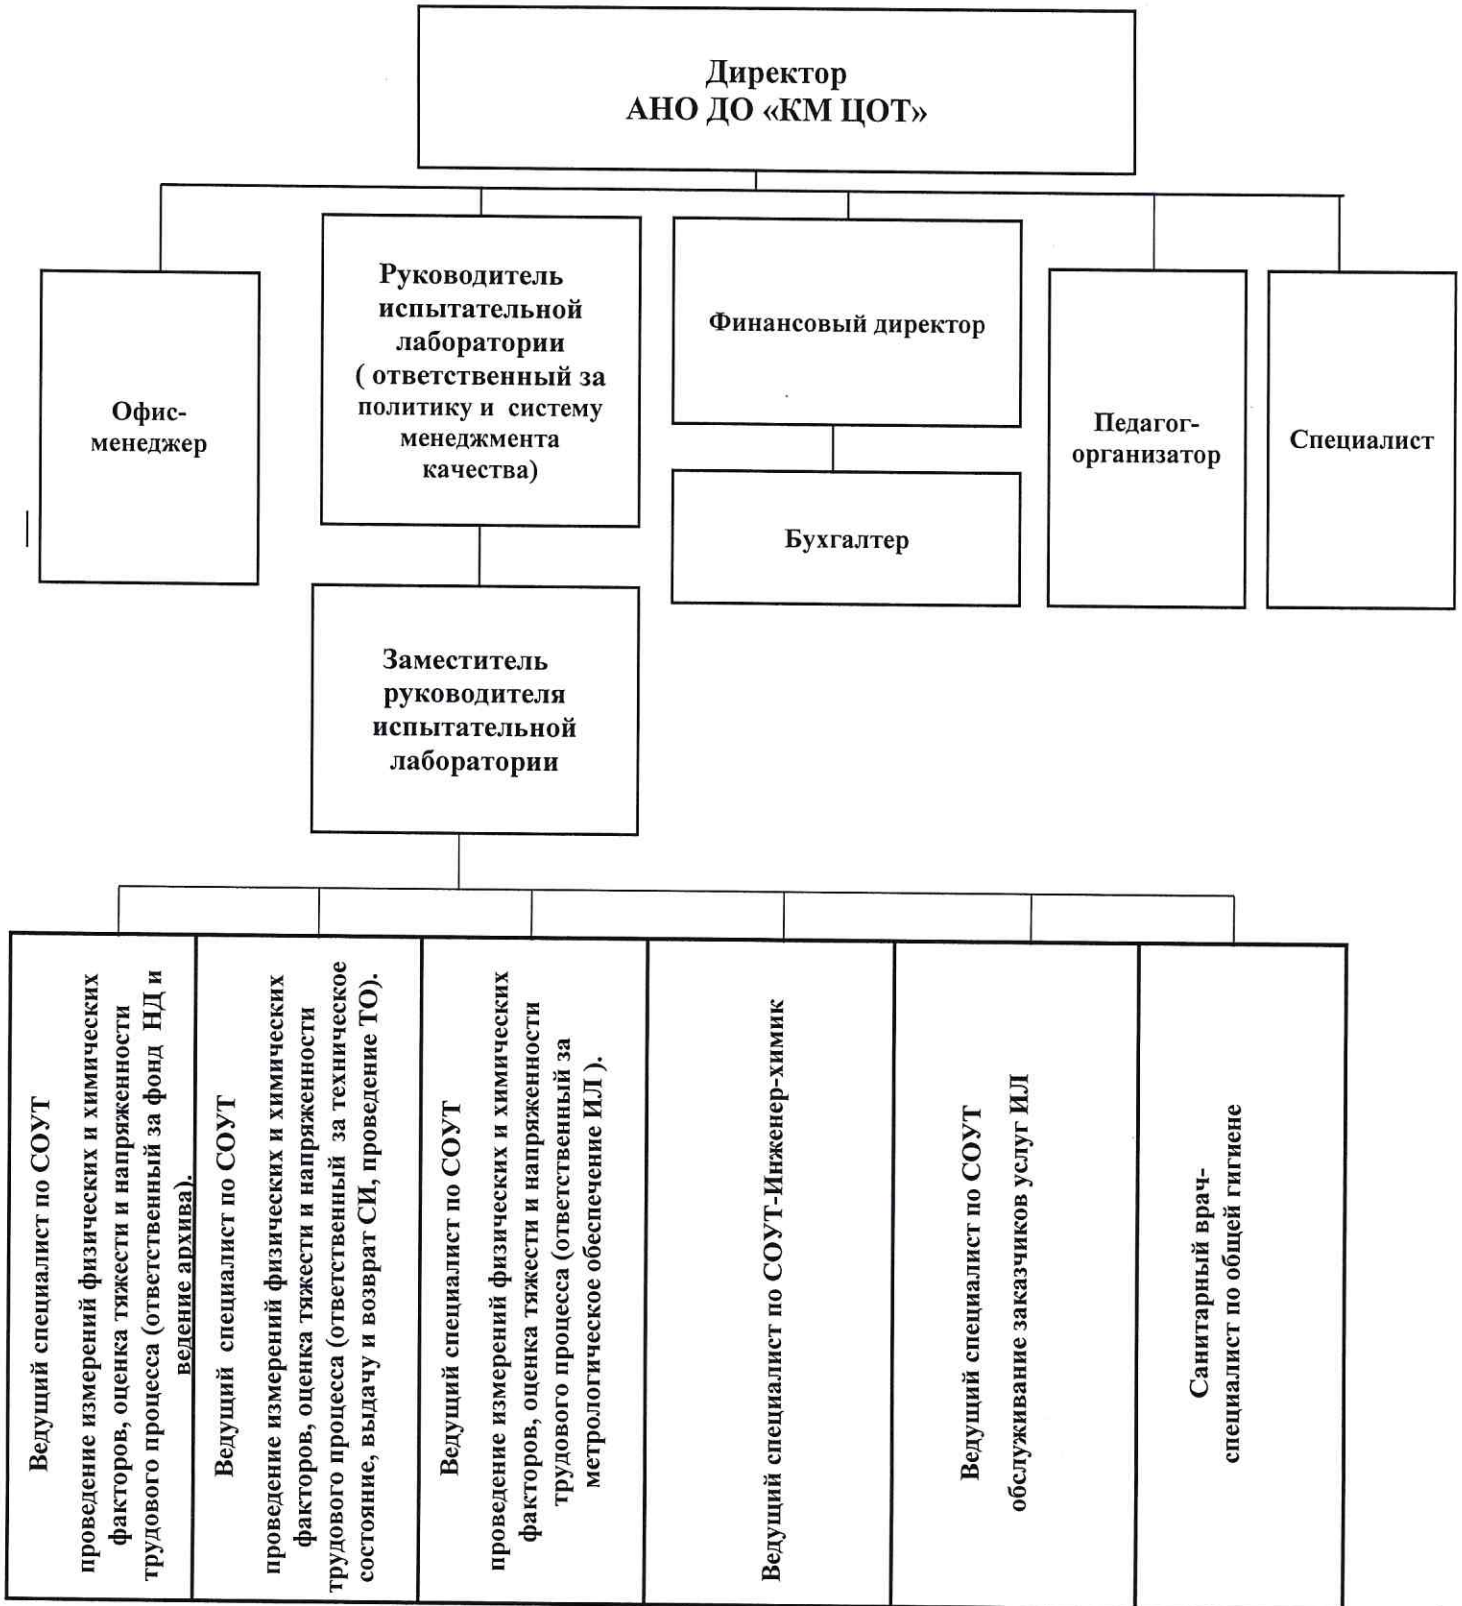 Директор
АНО ДО «КМ ЦОТ»
Офис-
менеджер
Руководитель
испытательной
лаборатории
( ответственный за
политику и систему
менеджмента
качества)
Финансовый директор
Бухгалтер
Педагог-
организатор
Специалист
Заместитель
руководителя
испытательной
лаборатории
Ведущий специалист по СОУТ
проведение измерений физических и химических
факторов, оценка тяжести и напряженности
трудового процесса (ответственный за фонд НД и
ведение архива).
Ведущий специалист по СОУТ
проведение измерений физических и химических
факторов, оценка тяжести и напряженности
трудового процесса (ответственный за техническое
состояние, выдачу и возврат СИ, проведение ТО).
Ведущий специалист по СОУТ
проведение измерений физических и химических
факторов, оценка тяжести и напряженности
трудового процесса (ответственный за
метрологическое обеспечение ИЛ ).
Ведущий специалист по СОУТ-Инженер-химик
Ведущий специалист по СОУТ
обслуживание заказчиков услуг ИЛ
Санитарный врач-
специалист по общей гигиене